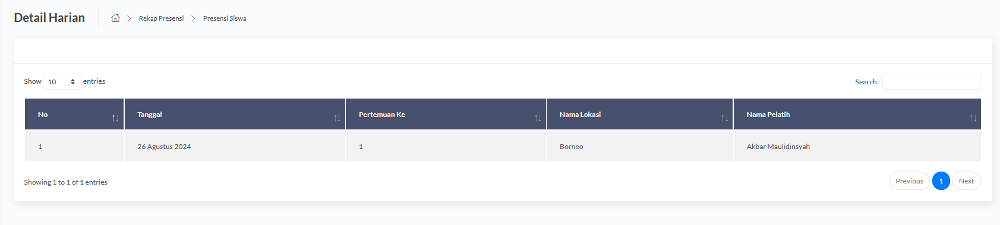 Detail Harian
Rekap Presensi
Presensi Siswa
Show 10 entries
Search:
No Tanggal Pertemuan Ke Nama Lokasi Nama Pelatih
1 26 Agustus 2024 1 Borneo Akbar Maulidinsyah
Showing 1 to 1 of 1 entries
Previous 1 Next